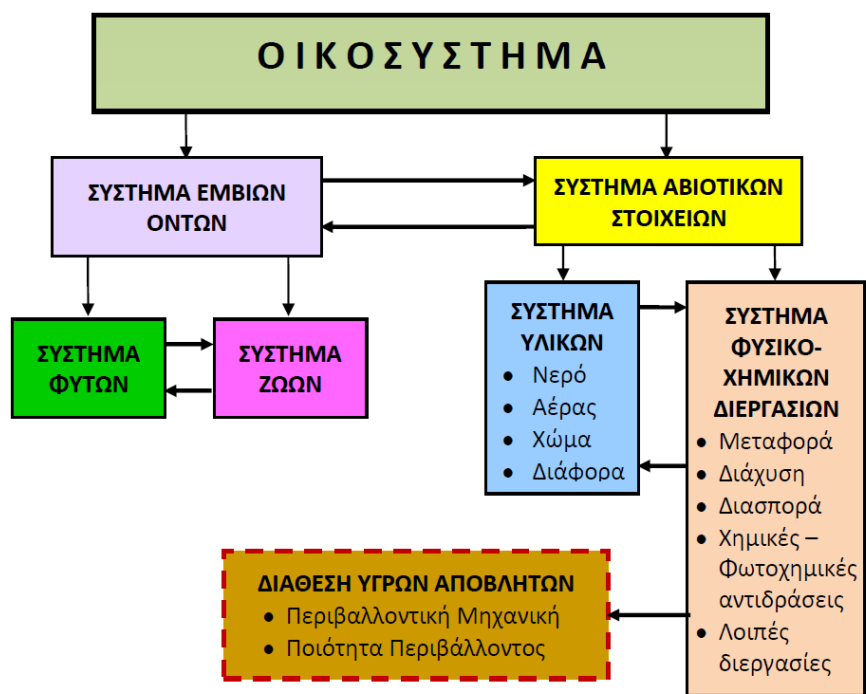 ΟΙΚΟΣΥΣΤΗΜΑ
ΣΥΣΤΗΜΑ ΕΜΒΙΩΝ
ΟΝΤΩΝ
ΣΥΣΤΗΜΑ ΑΒΙΟΤΙΚΩΝ
ΣΤΟΙΧΕΙΩΝ
ΣΥΣΤΗΜΑ
ΦΥΤΩΝ
ΣΥΣΤΗΜΑ
ΖΩΩΝ
ΣΥΣΤΗΜΑ
ΥΛΙΚΩΝ
• Νερό
• Αέρας
• Χώμα
• Διάφορα
ΣΥΣΤΗΜΑ
ΦΥΣΙΚΟ-
ΧΗΜΙΚΩΝ
ΔΙΕΡΓΑΣΙΩΝ
• Μεταφορά
• Διάχυση
• Διασπορά
• Χημικές –
Φωτοχημικές
αντιδράσεις
• Λοιπές
διεργασίες
ΔΙΑΘΕΣΗ ΥΓΡΩΝ ΑΠΟΒΛΗΤΩΝ
• Περιβαλλοντική Μηχανική
• Ποιότητα Περιβάλλοντος